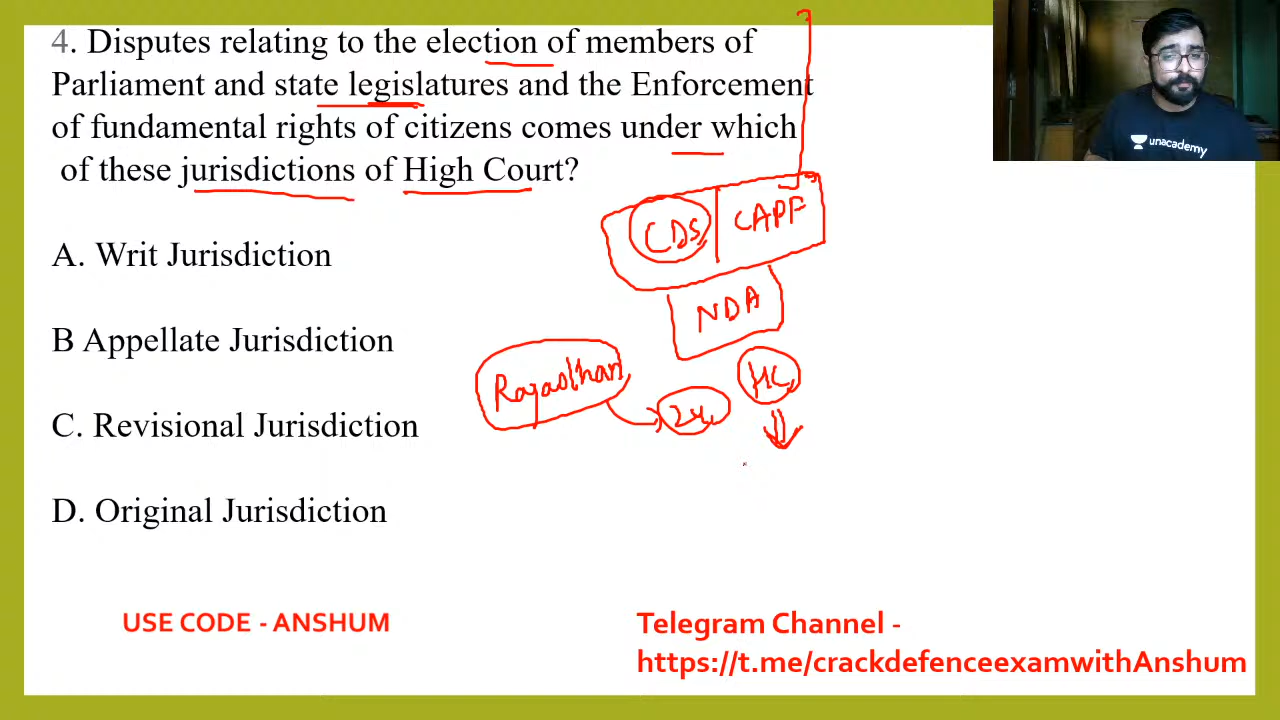 4. Disputes relating to the election of members of
Parliament and state legislatures and the Enforcement
of fundamental rights of citizens comes under which
of these jurisdictions of High Court?
unacademy
CDS
CAPF
A. Writ Jurisdiction
NDA
B Appellate Jurisdiction
Rajasthan
HC
C. Revisional Jurisdiction
D. Original Jurisdiction
USE CODE - ANSHUM
Telegram Channel -
https://t.me/crackdefenceexamwithAnshum